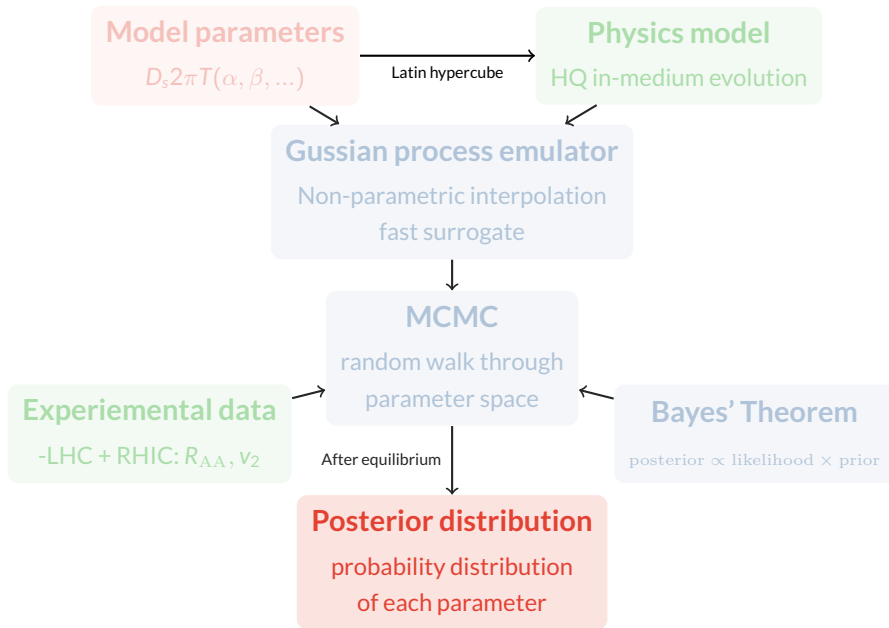 Model parameters
D_s2πT(α, β, ...)
Latin hypercube
Physics model
HQ in-medium evolution
Gussian process emulator
Non-parametric interpolation
fast surrogate
MCMC
random walk through
parameter space
Experiemental data
-LHC + RHIC: R_AA, v_2
Bayes' Theorem
posterior ∝ likelihood × prior
After equilibrium
Posterior distribution
probability distribution
of each parameter